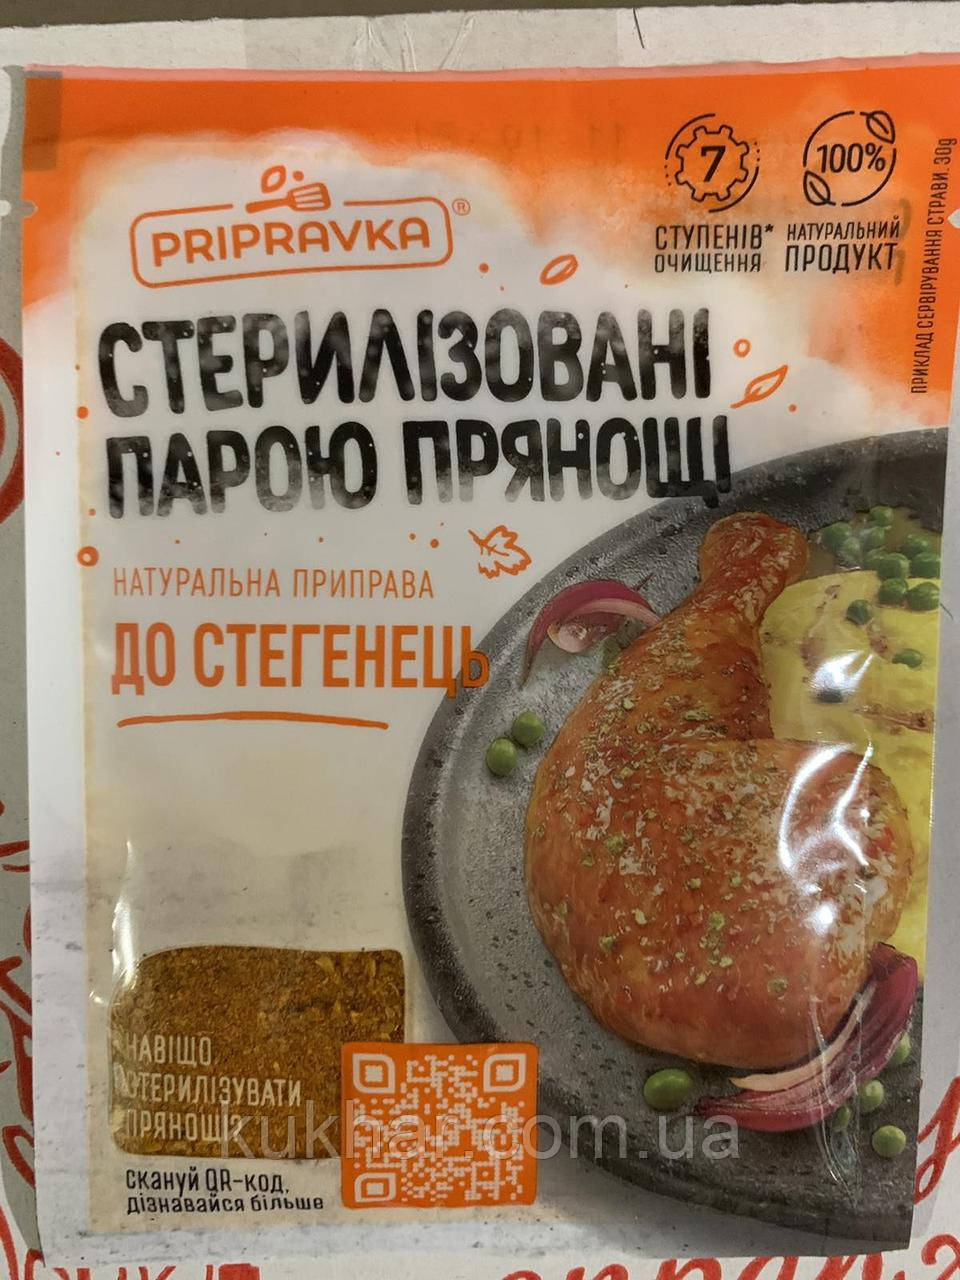 PRIPRAVKA®
7
СТУПЕНІВ*
ОЧИЩЕННЯ
100%
НАТУРАЛЬНИЙ
ПРОДУКТ
ПРИКЛАД СЕРВІРУВАННЯ СТРАВИ. 30g
СТЕРИЛІЗОВАНІ
ПАРОЮ ПРЯНОЩІ
НАТУРАЛЬНА ПРИПРАВА
ДО СТЕГЕНЕЦЬ
НАВІЩО
СТЕРИЛІЗУВАТИ
ПРЯНОЩІ?
kukhar.com.ua
скануй QR-код,
дізнавайся більше